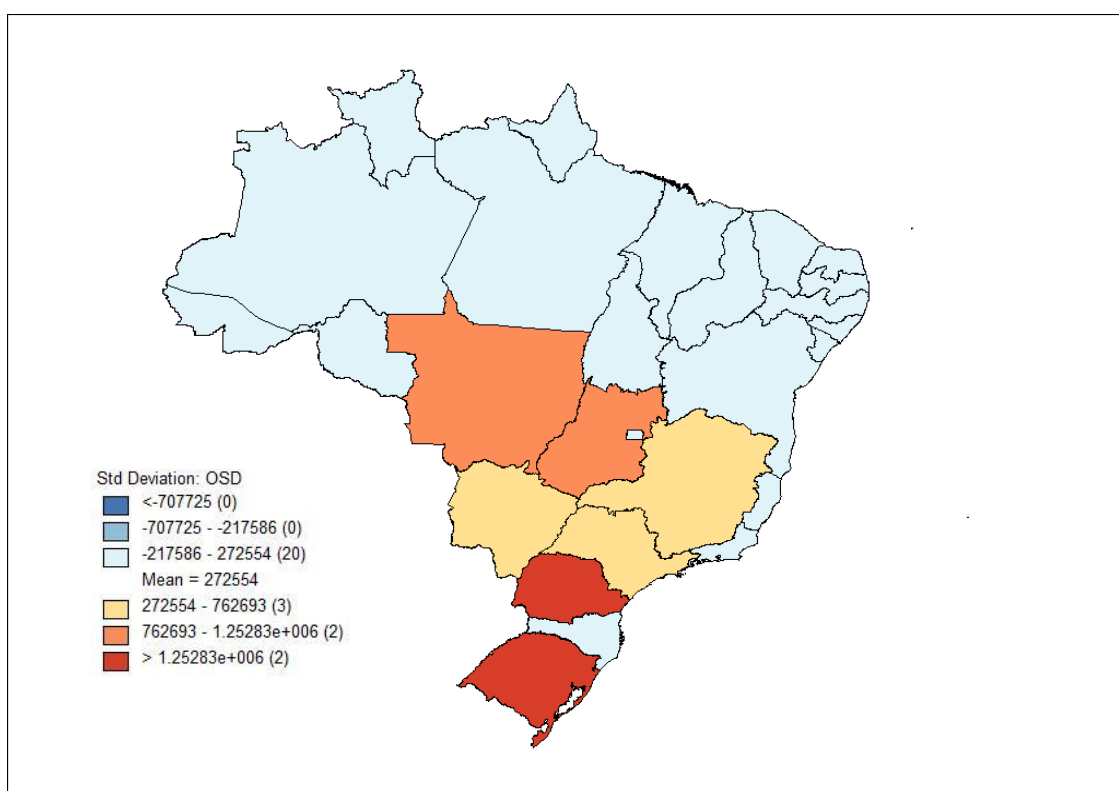 Std Deviation: OSD
<-707725 (0)
-707725 - -217586 (0)
-217586 - 272554 (20)
Mean = 272554
272554 - 762693 (3)
762693 - 1.25283e+006 (2)
> 1.25283e+006 (2)